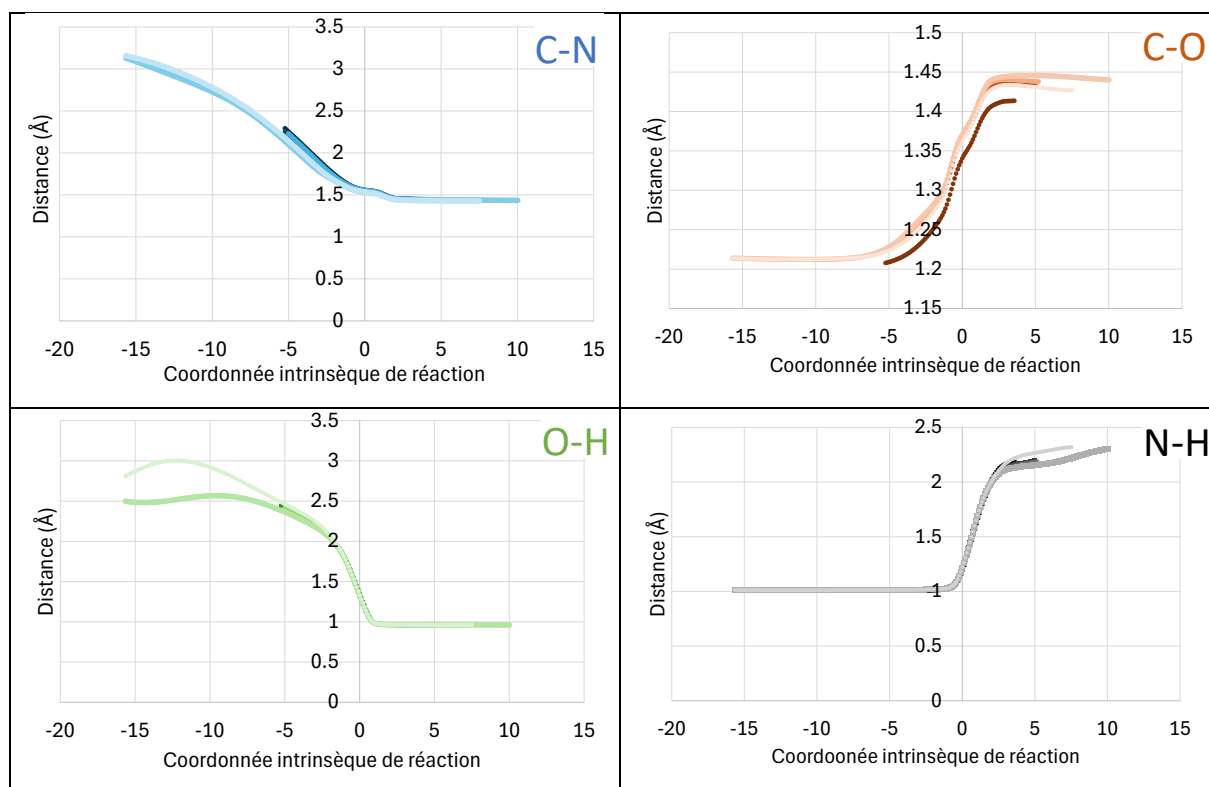 C-N
3.5
3
2.5
2
1.5
1
0.5
0
Distance (Å)
-20 -15 -10 -5 0 5 10 15
Coordonnée intrinsèque de réaction
C-O
1.5
1.45
1.4
1.35
1.3
1.25
1.2
1.15
Distance (Å)
-20 -15 -10 -5 0 5 10 15
Coordonnée intrinsèque de réaction
O-H
3.5
3
2.5
2
1.5
1
0.5
0
Distance (Å)
-20 -15 -10 -5 0 5 10 15
Coordonnée intrinsèque de réaction
N-H
2.5
2
1.5
1
0.5
0
Distance (Å)
-20 -15 -10 -5 0 5 10 15
Coordoonée intrinsèque de réaction